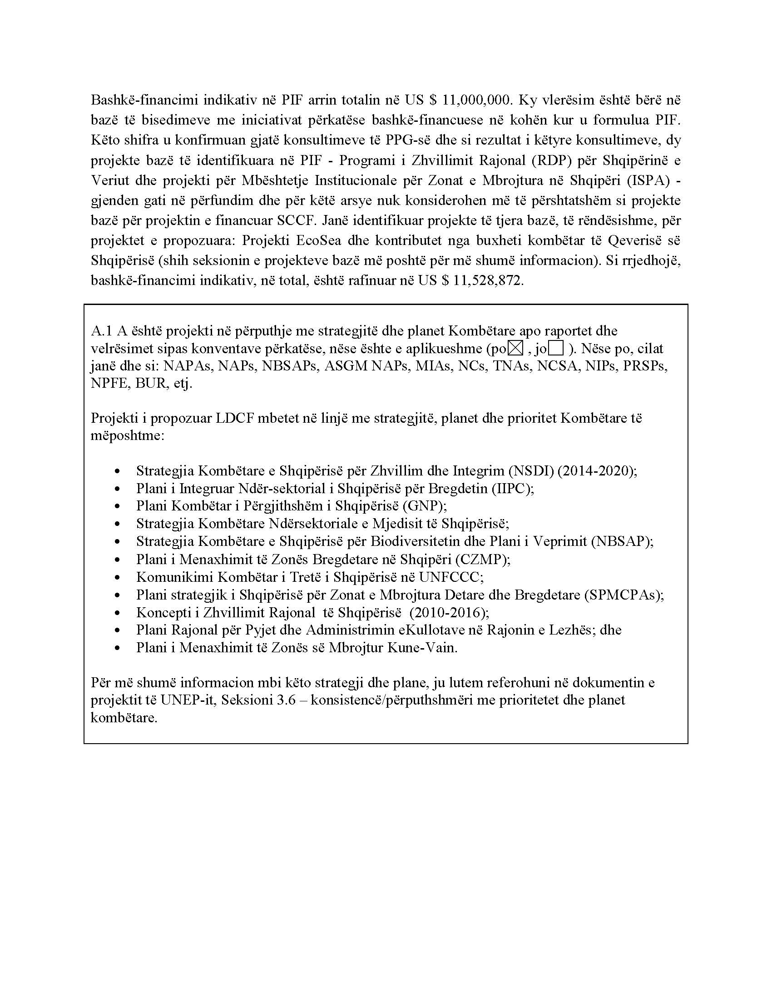 Bashkë-financimi indikativ në PIF arrin totalin në US $ 11,000,000. Ky vlerësim është bërë në
bazë të bisedimeve me iniciativat përkatëse bashkë-financuese në kohën kur u formulua PIF.
Këto shifra u konfirmuan gjatë konsultimeve të PPG-së dhe si rezultat i këtyre konsultimeve, dy
projekte bazë të identifikuara në PIF - Programi i Zhvillimit Rajonal (RDP) për Shqipërinë e
Veriut dhe projekti për Mbështetje Institucionale për Zonat e Mbrojtura në Shqipëri (ISPA) -
gjenden gati në përfundim dhe për këtë arsye nuk konsiderohen më të përshtatshëm si projekte
bazë për projektin e financuar SCCF. Janë identifikuar projekte të tjera bazë, të rëndësishme, për
projektet e propozuara: Projekti EcoSea dhe kontributet nga buxheti kombëtar të Qeverisë së
Shqipërisë (shih seksionin e projekteve bazë më poshtë për më shumë informacion). Si rrjedhojë,
bashkë-financimi indikativ, në total, është rafinuar në US $ 11,528,872.
A.1 A është projekti në përputhje me strategjitë dhe planet Kombëtare apo raportet dhe
velrësimet sipas konventave përkatëse, nëse ështe e aplikueshme (po☒ , jo☐ ). Nëse po, cilat
janë dhe si: NAPAs, NAPs, NBSAPs, ASGM NAPs, MIAs, NCs, TNAs, NCSA, NIPs, PRSPs,
NPFE, BUR, etj.
Projekti i propozuar LDCF mbetet në linjë me strategjitë, planet dhe prioritet Kombëtare të
mëposhtme:
• Strategjia Kombëtare e Shqipërisë për Zhvillim dhe Integrim (NSDI) (2014-2020);
• Plani i Integruar Ndër-sektorial i Shqipërisë për Bregdetin (IIPC);
• Plani Kombëtar i Përgjithshëm i Shqipërisë (GNP);
• Strategjia Kombëtare Ndërsektoriale e Mjedisit të Shqipërisë;
• Strategjia Kombëtare e Shqipërisë për Biodiversitetin dhe Plani i Veprimit (NBSAP);
• Plani i Menaxhimit të Zonës Bregdetare në Shqipëri (CZMP);
• Komunikimi Kombëtar i Tretë i Shqipërisë në UNFCCC;
• Plani strategjik i Shqipërisë për Zonat e Mbrojtura Detare dhe Bregdetare (SPMCPAs);
• Koncepti i Zhvillimit Rajonal të Shqipërisë (2010-2016);
• Plani Rajonal për Pyjet dhe Administrimin eKullotave në Rajonin e Lezhës; dhe
• Plani i Menaxhimit të Zonës së Mbrojtur Kune-Vain.
Për më shumë informacion mbi këto strategji dhe plane, ju lutem referohuni në dokumentin e
projektit të UNEP-it, Seksioni 3.6 – konsistencë/përputhshmëri me prioritetet dhe planet
kombëtare.